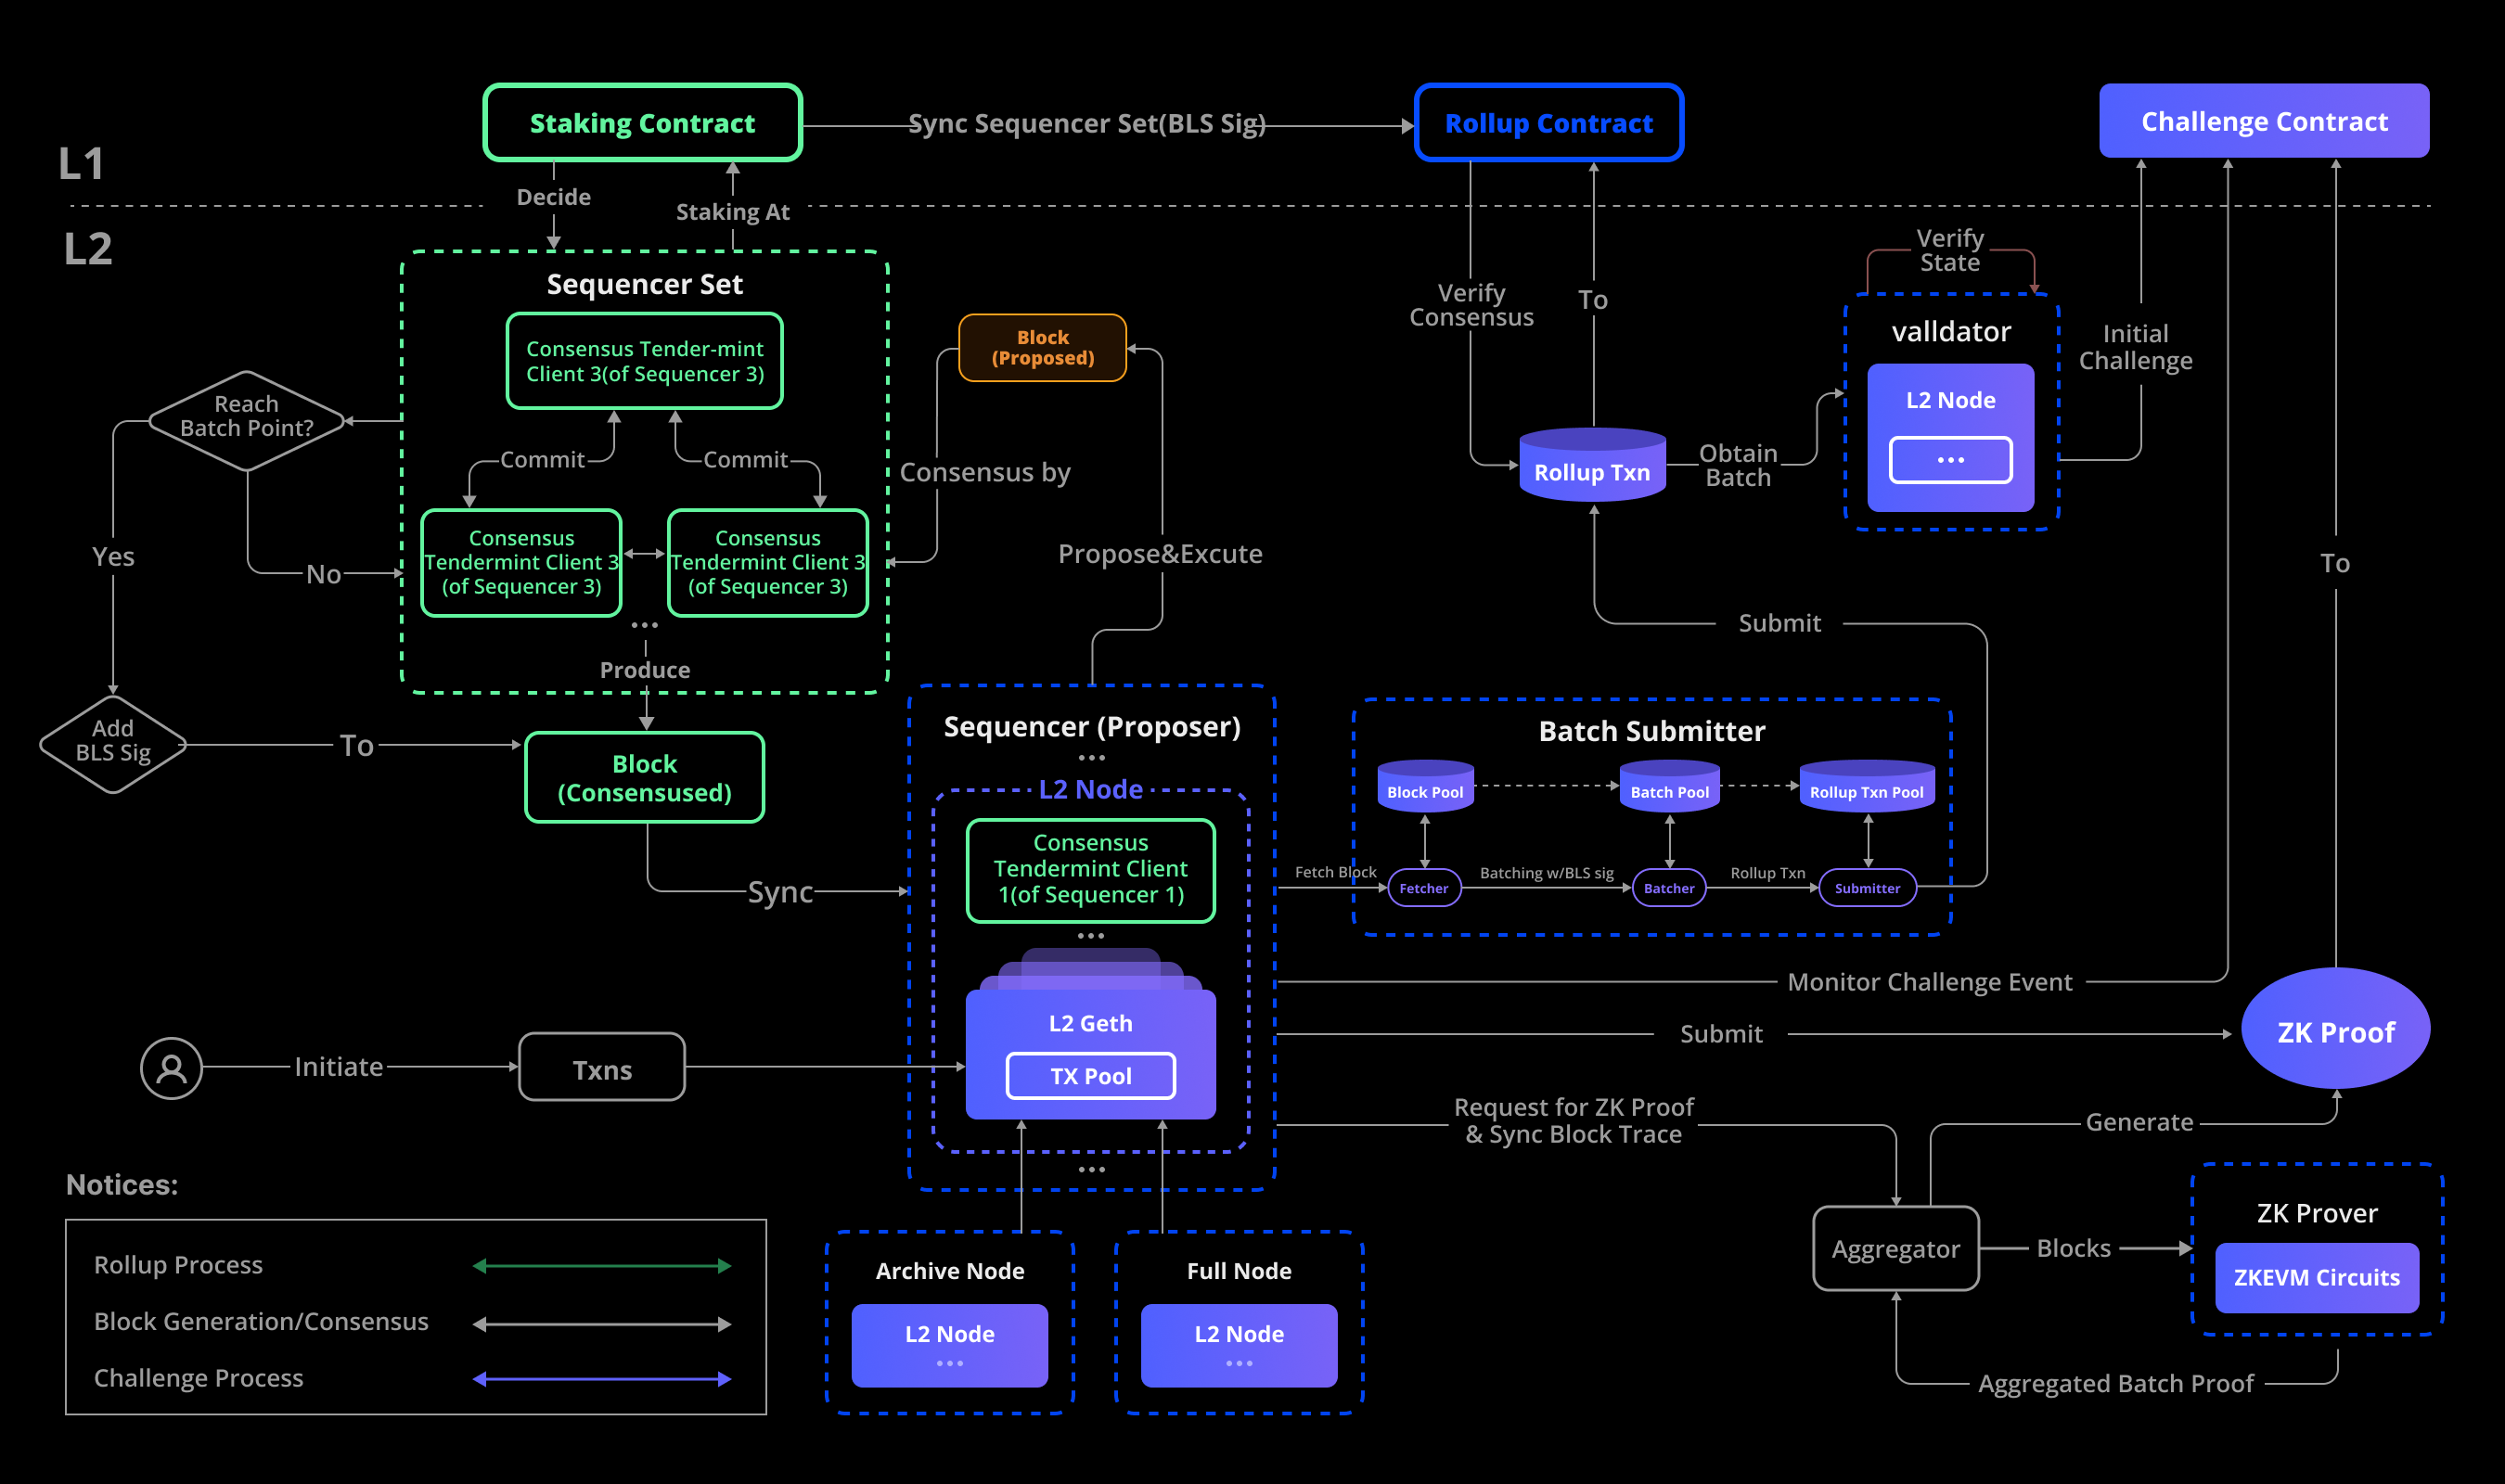 Staking Contract
Sync Sequencer Set(BLS Sig)
Rollup Contract
Challenge Contract
L1
Decide
Staking At
L2
Sequencer Set
Consensus Tender-mint
Client 3(of Sequencer 3)
Commit
Commit
Consensus
Tendermint Client 3
(of Sequencer 3)
Consensus
Tendermint Client 3
(of Sequencer 3)
Produce
Reach
Batch Point?
Yes
No
Add
BLS Sig
To
Block
(Consensused)
Sync
Block
(Proposed)
Consensus by
Propose&Excute
Verify
Consensus
To
Rollup Txn
Obtain
Batch
Verify
State
valldator
L2 Node
Initial
Challenge
To
Submit
Sequencer (Proposer)
L2 Node
Consensus
Tendermint Client
1(of Sequencer 1)
L2 Geth
TX Pool
Batch Submitter
Block Pool
Batch Pool
Rollup Txn Pool
Fetch Block
Fetcher
Batching w/BLS sig
Batcher
Rollup Txn
Submitter
Monitor Challenge Event
Submit
ZK Proof
Initiate
Txns
Request for ZK Proof
& Sync Block Trace
Generate
Aggregator
Blocks
ZK Prover
ZKEVM Circuits
Aggregated Batch Proof
Archive Node
L2 Node
Full Node
L2 Node
Notices:
Rollup Process
Block Generation/Consensus
Challenge Process